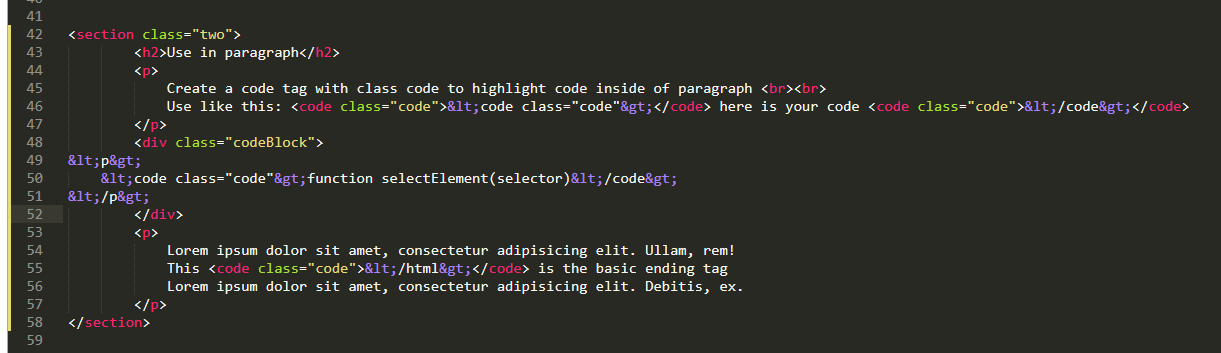 41
42 <section class="two">
43         <h2>Use in paragraph</h2>
44         <p>
45             Create a code tag with class code to highlight code inside of paragraph <br><br>
46             Use like this: <code class="code">&lt;code class="code"&gt;</code> here is your code <code class="code">&lt;/code&gt;</code>
47         </p>
48         <div class="codeBlock">
49 &lt;p&gt;
50     &lt;code class="code"&gt;function selectElement(selector)&lt;/code&gt;
51 &lt;/p&gt;
52         </div>
53         <p>
54             Lorem ipsum dolor sit amet, consectetur adipisicing elit. Ullam, rem!
55             This <code class="code">&lt;/html&gt;</code> is the basic ending tag
56             Lorem ipsum dolor sit amet, consectetur adipisicing elit. Debitis, ex.
57         </p>
58 </section>
59